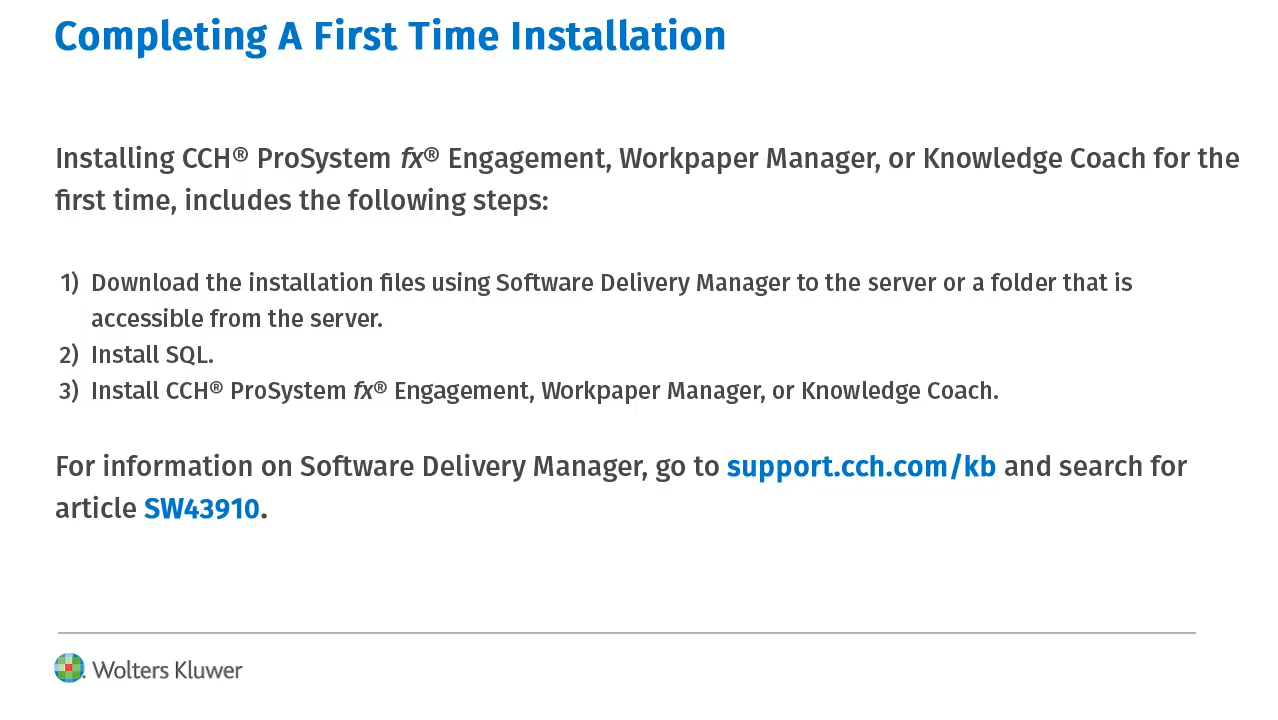 Completing A First Time Installation
Installing CCH® ProSystem fx® Engagement, Workpaper Manager, or Knowledge Coach for the
first time, includes the following steps:
1) Download the installation files using Software Delivery Manager to the server or a folder that is
accessible from the server.
2) Install SQL.
3) Install CCH® ProSystem fx® Engagement, Workpaper Manager, or Knowledge Coach.
For information on Software Delivery Manager, go to support.cch.com/kb and search for
article SW43910.
Wolters Kluwer